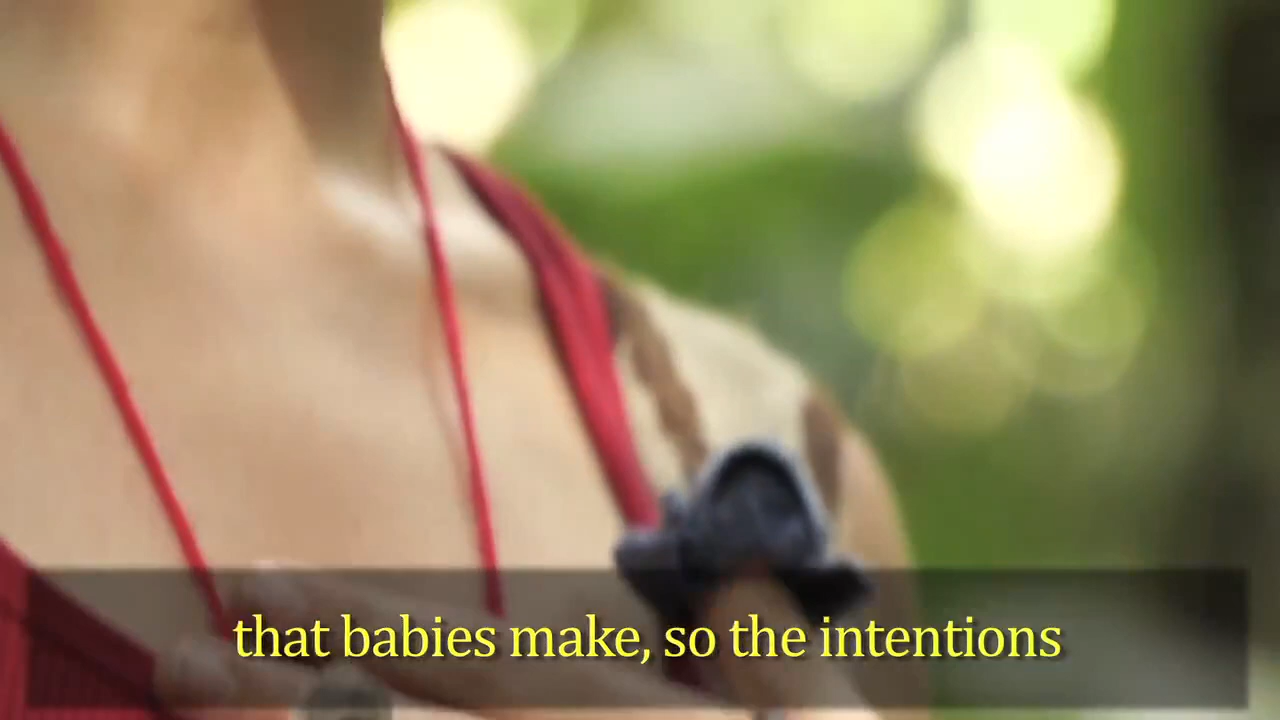 that babies make, so the intentions